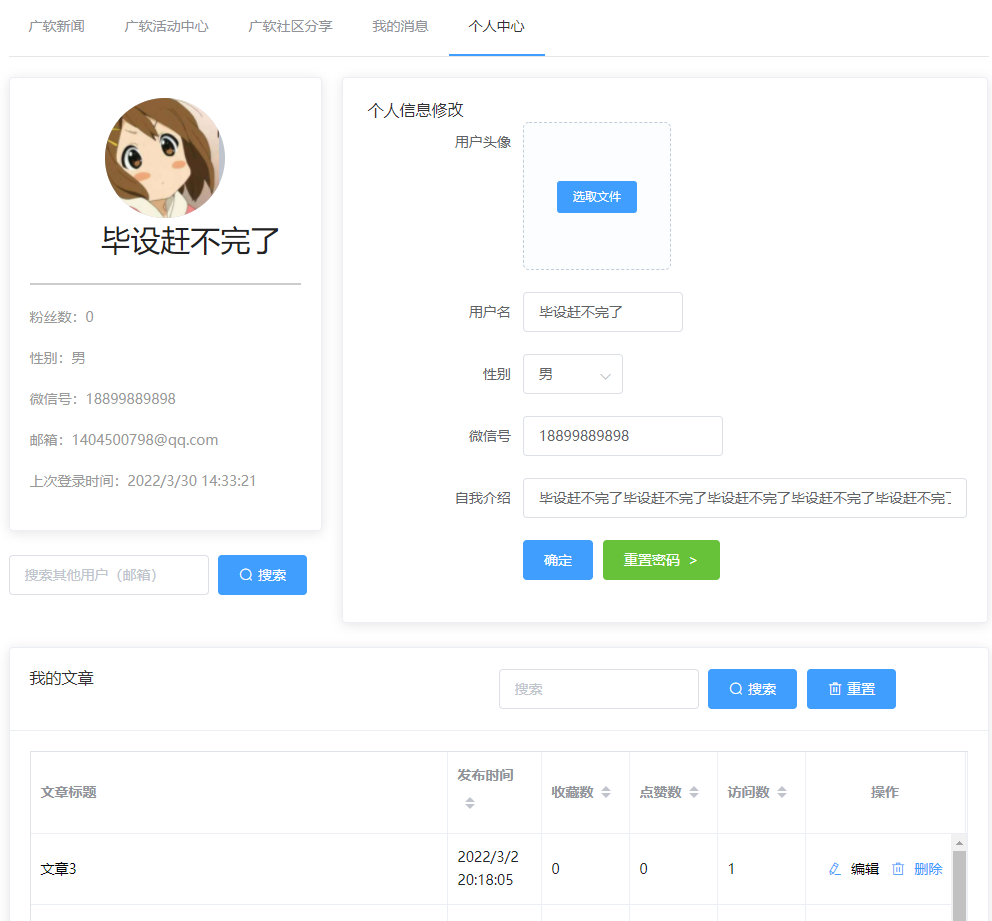 广软新闻 广软活动中心 广软社区分享 我的消息 个人中心
毕设赶不完了
粉丝数：0
性别：男
微信号：18899889898
邮箱：1404500798@qq.com
上次登录时间：2022/3/30 14:33:21
搜索其他用户（邮箱） 搜索
个人信息修改
用户头像 选取文件
用户名 毕设赶不完了
性别 男
微信号 18899889898
自我介绍 毕设赶不完了毕设赶不完了毕设赶不完了毕设赶不完了毕设赶不完
确定 重置密码 >
我的文章 搜索 搜索 重置
文章标题 发布时间 收藏数 点赞数 访问数 操作
文章3 2022/3/2 20:18:05 0 0 1 编辑 删除